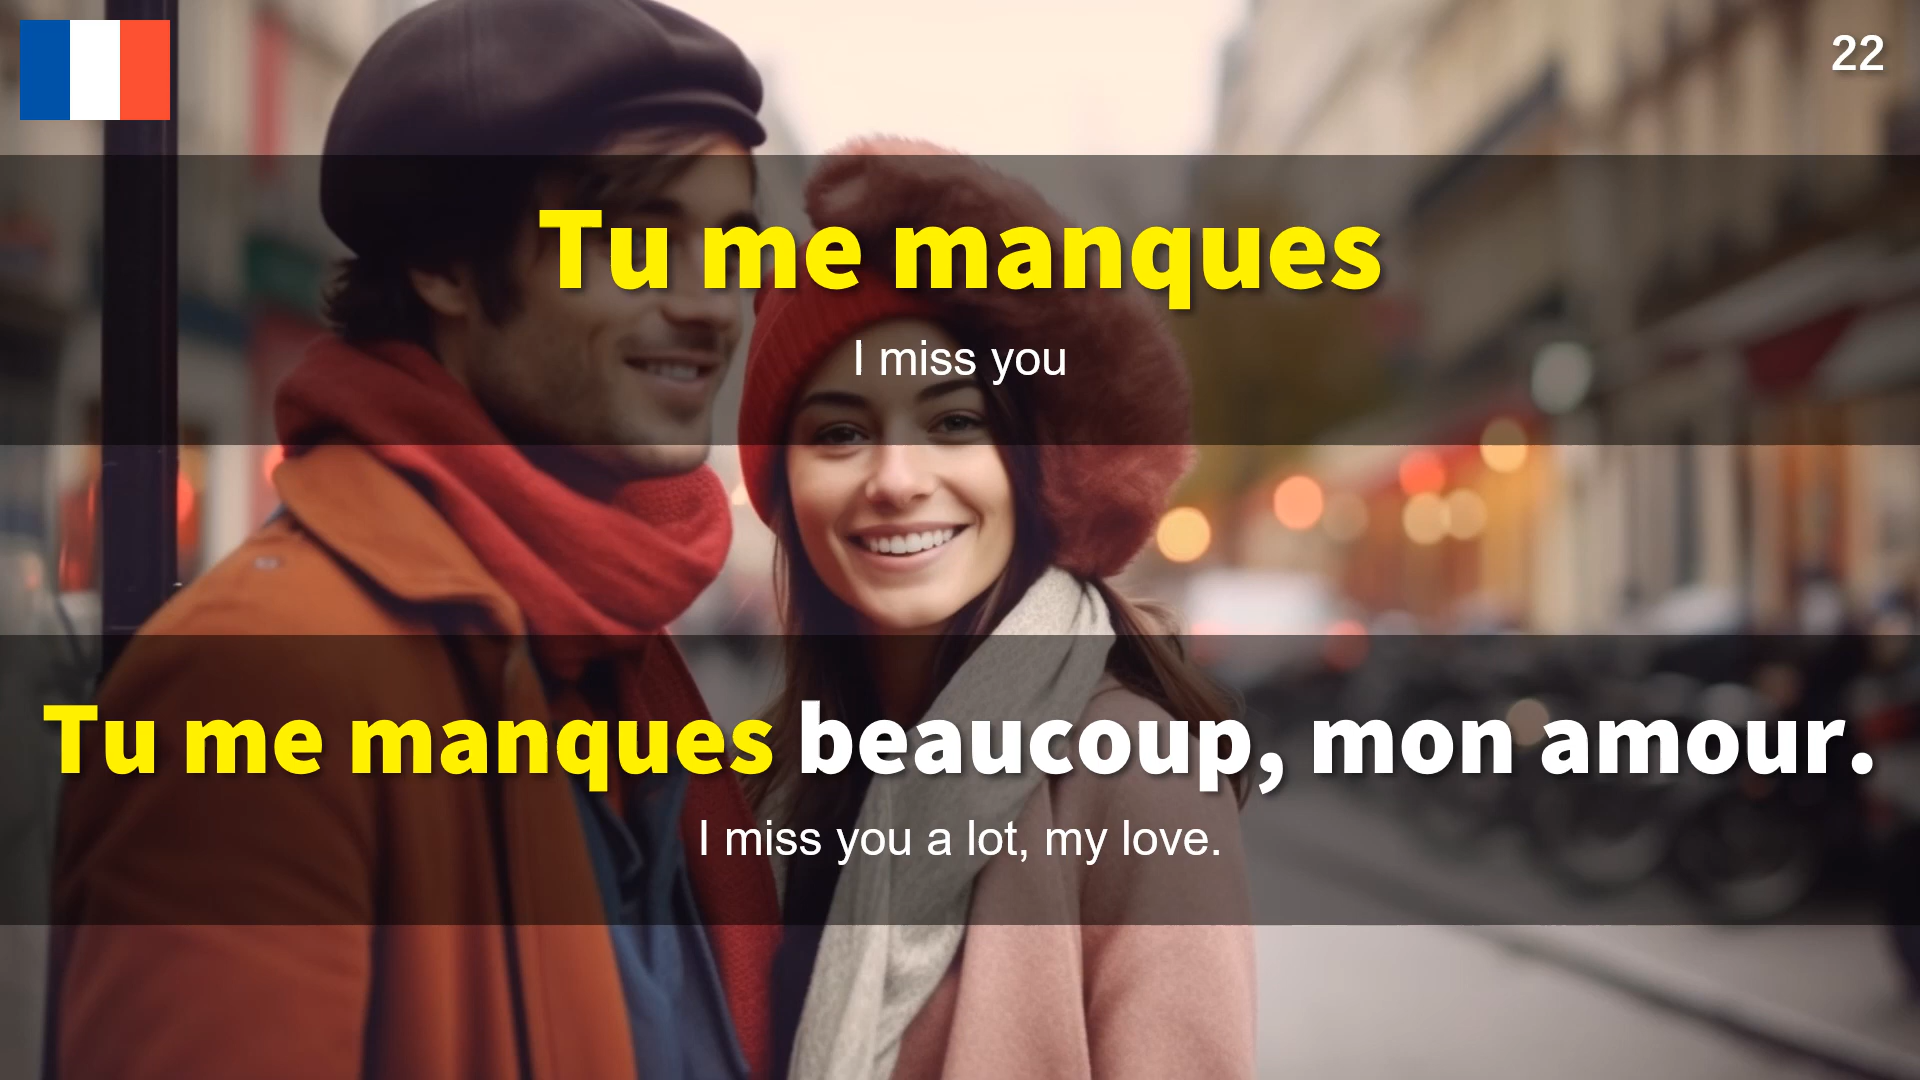 22
Tu me manques
I miss you
Tu me manques beaucoup, mon amour.
I miss you a lot, my love.